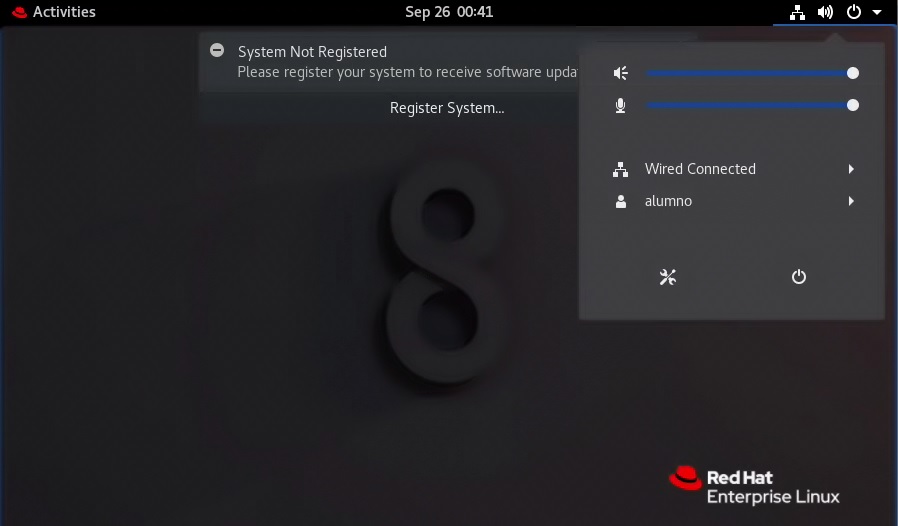 Activities
Sep 26 00:41
System Not Registered
Please register your system to receive software upda
Register System...
Wired Connected
alumno
8
Red Hat
Enterprise Linux